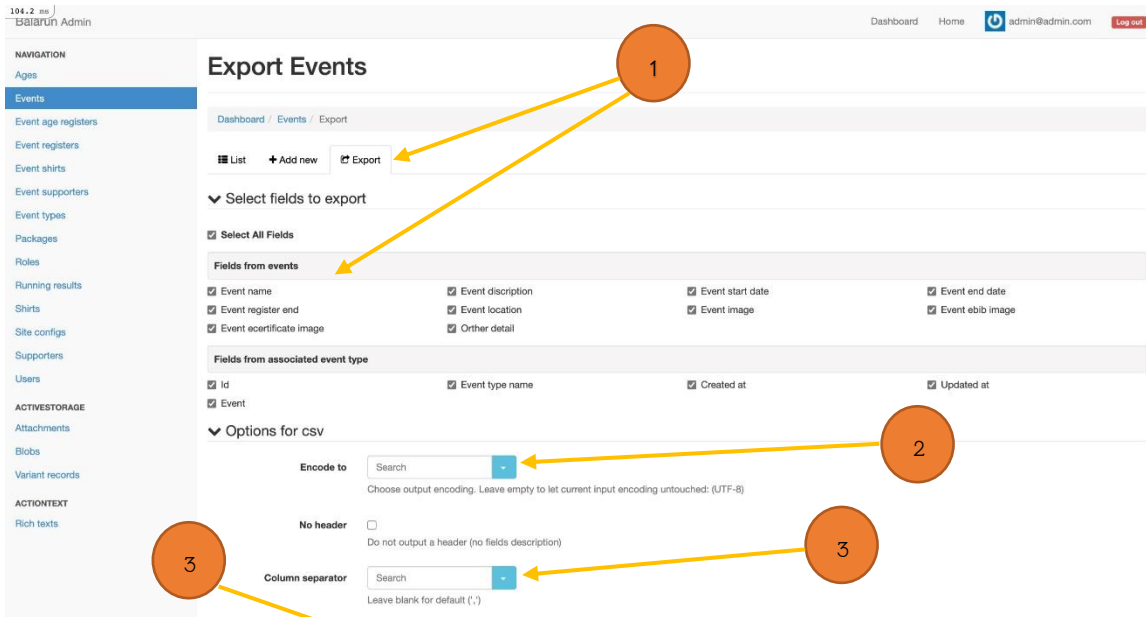 104.2 ms
Balarun Admin
Dashboard Home admin@admin.com Log out
NAVIGATION
Ages
Events
Event age registers
Event registers
Event shirts
Event supporters
Event types
Packages
Roles
Running results
Shirts
Site configs
Supporters
Users
ACTIVESTORAGE
Attachments
Blobs
Variant records
ACTIONTEXT
Rich texts
Export Events
1
Dashboard / Events / Export
List Add new Export
Select fields to export
Select All Fields
Fields from events
Event name Event discription Event start date Event end date
Event register end Event location Event image Event ebib image
Event ecertificate image Orther detail
Fields from associated event type
Id Event type name Created at Updated at
Event
Options for csv
2
Encode to Search
Choose output encoding. Leave empty to let current input encoding untouched: (UTF-8)
No header
Do not output a header (no fields description)
3
3
Column separator Search
Leave blank for default (',')